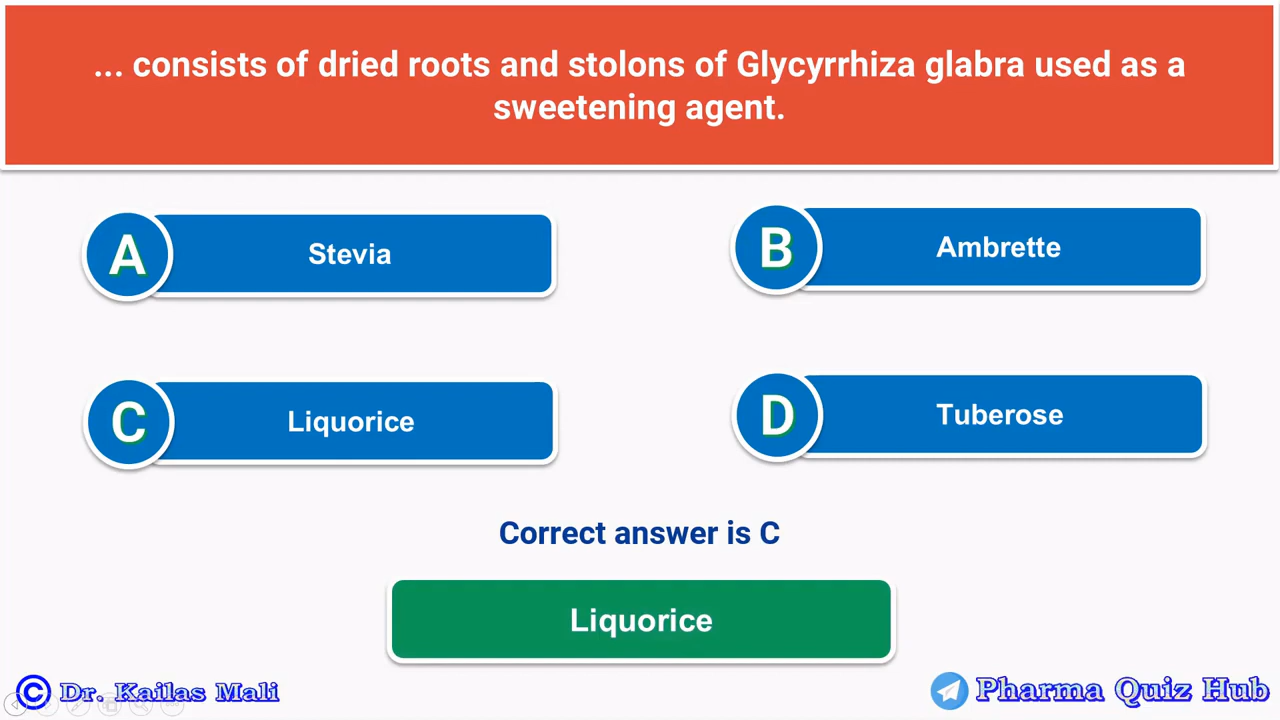 ... consists of dried roots and stolons of Glycyrrhiza glabra used as a
sweetening agent.
A Stevia
B Ambrette
C Liquorice
D Tuberose
Correct answer is C
Liquorice
© Dr. Kailas Mali
Pharma Quiz Hub